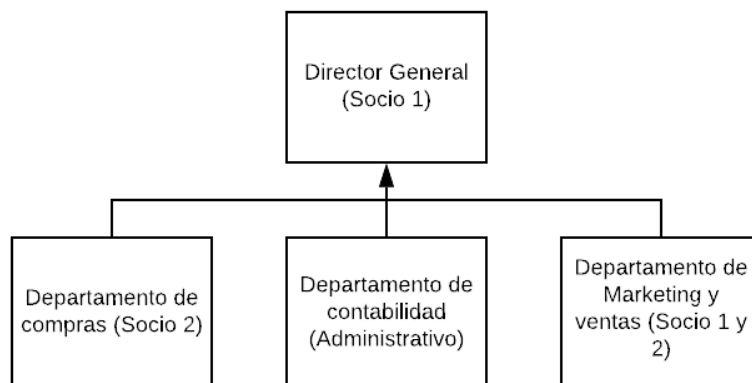 Director General
(Socio 1)
Departamento de
compras (Socio 2)
Departamento de
contabilidad
(Administrativo)
Departamento de
Marketing y
ventas (Socio 1 y
2)